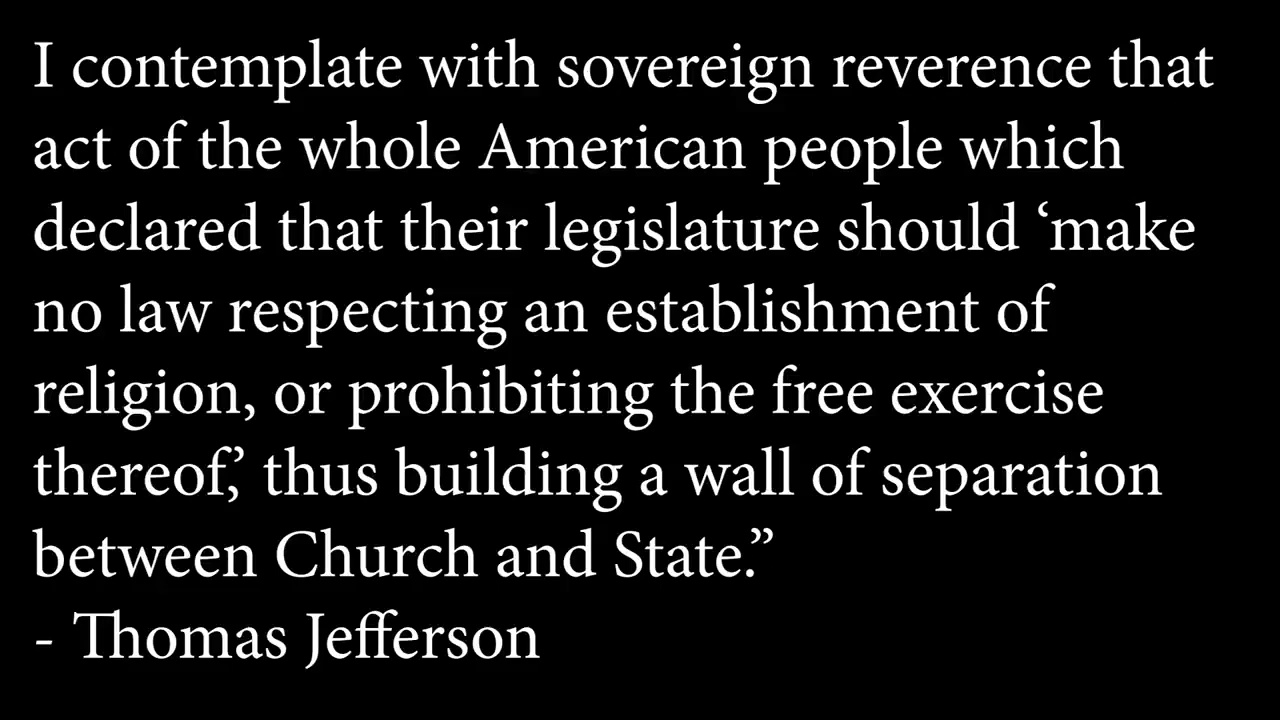 I contemplate with sovereign reverence that
act of the whole American people which
declared that their legislature should ‘make
no law respecting an establishment of
religion, or prohibiting the free exercise
thereof,’ thus building a wall of separation
between Church and State.”
- Thomas Jefferson